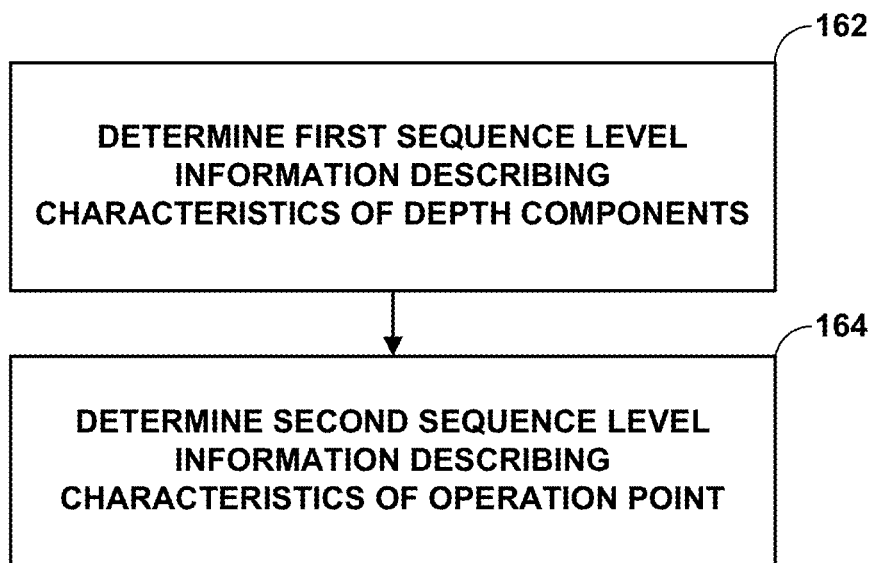 162
DETERMINE FIRST SEQUENCE LEVEL
INFORMATION DESCRIBING
CHARACTERISTICS OF DEPTH COMPONENTS
164
DETERMINE SECOND SEQUENCE LEVEL
INFORMATION DESCRIBING
CHARACTERISTICS OF OPERATION POINT